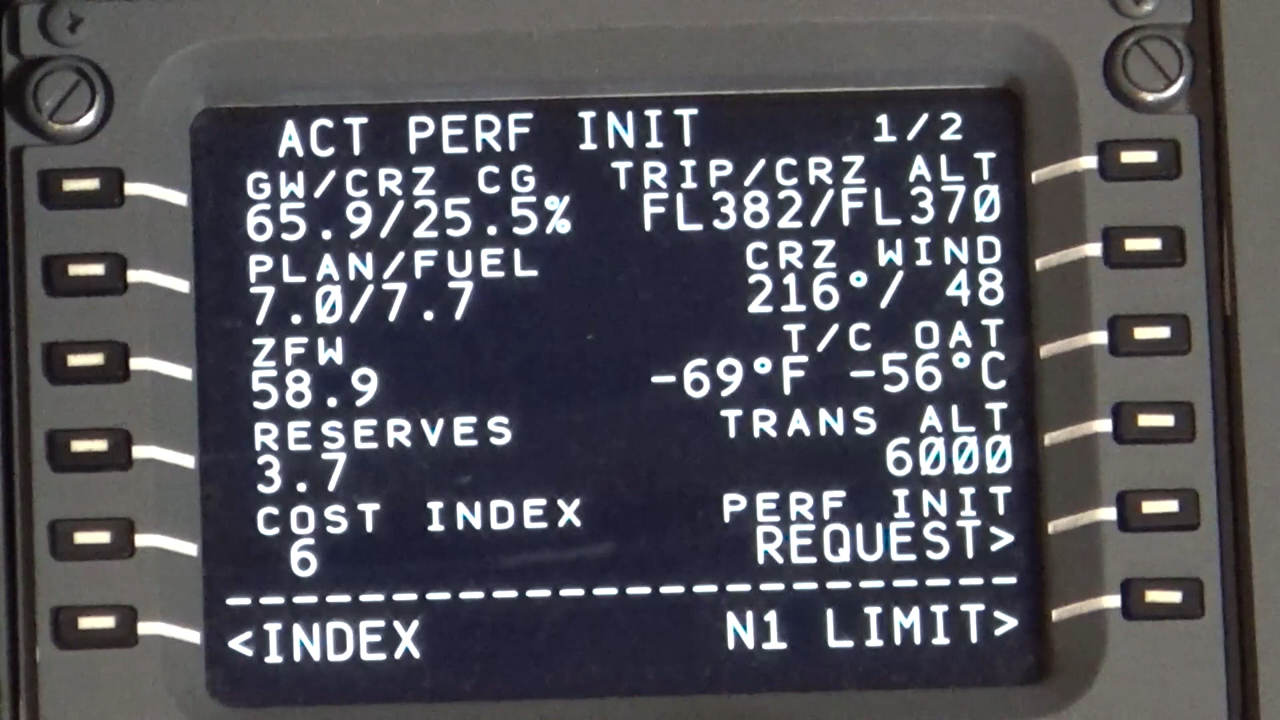 ACT PERF INIT 1/2
GW/CRZ CG TRIP/CRZ ALT
65.9/25.5% FL382/FL370
PLAN/FUEL CRZ WIND
7.0/7.7 216°/ 48
ZFW T/C OAT
58.9 -69°F -56°C
RESERVES TRANS ALT
3.7 6000
COST INDEX PERF INIT
6 REQUEST>
--------------------------
<INDEX N1 LIMIT>